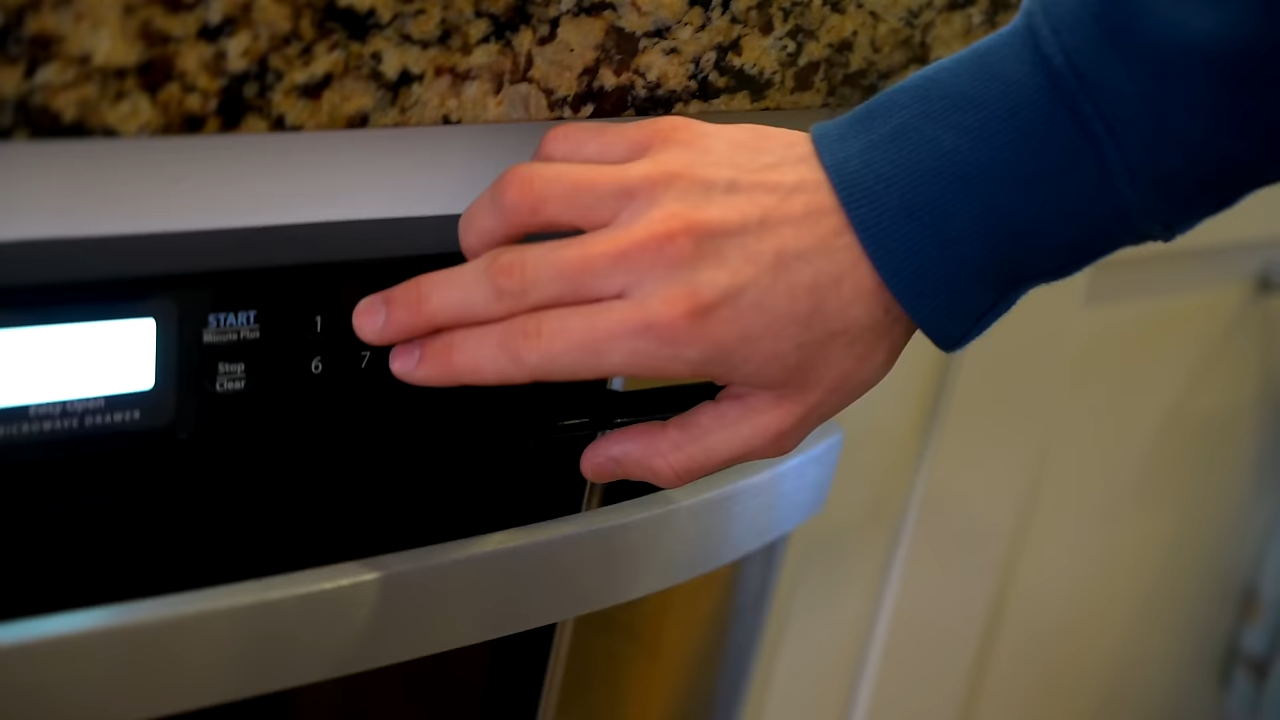 START 1
Minute Plus
Stop 6 7
Clear
Easy Open
MICROWAVE DRAWER